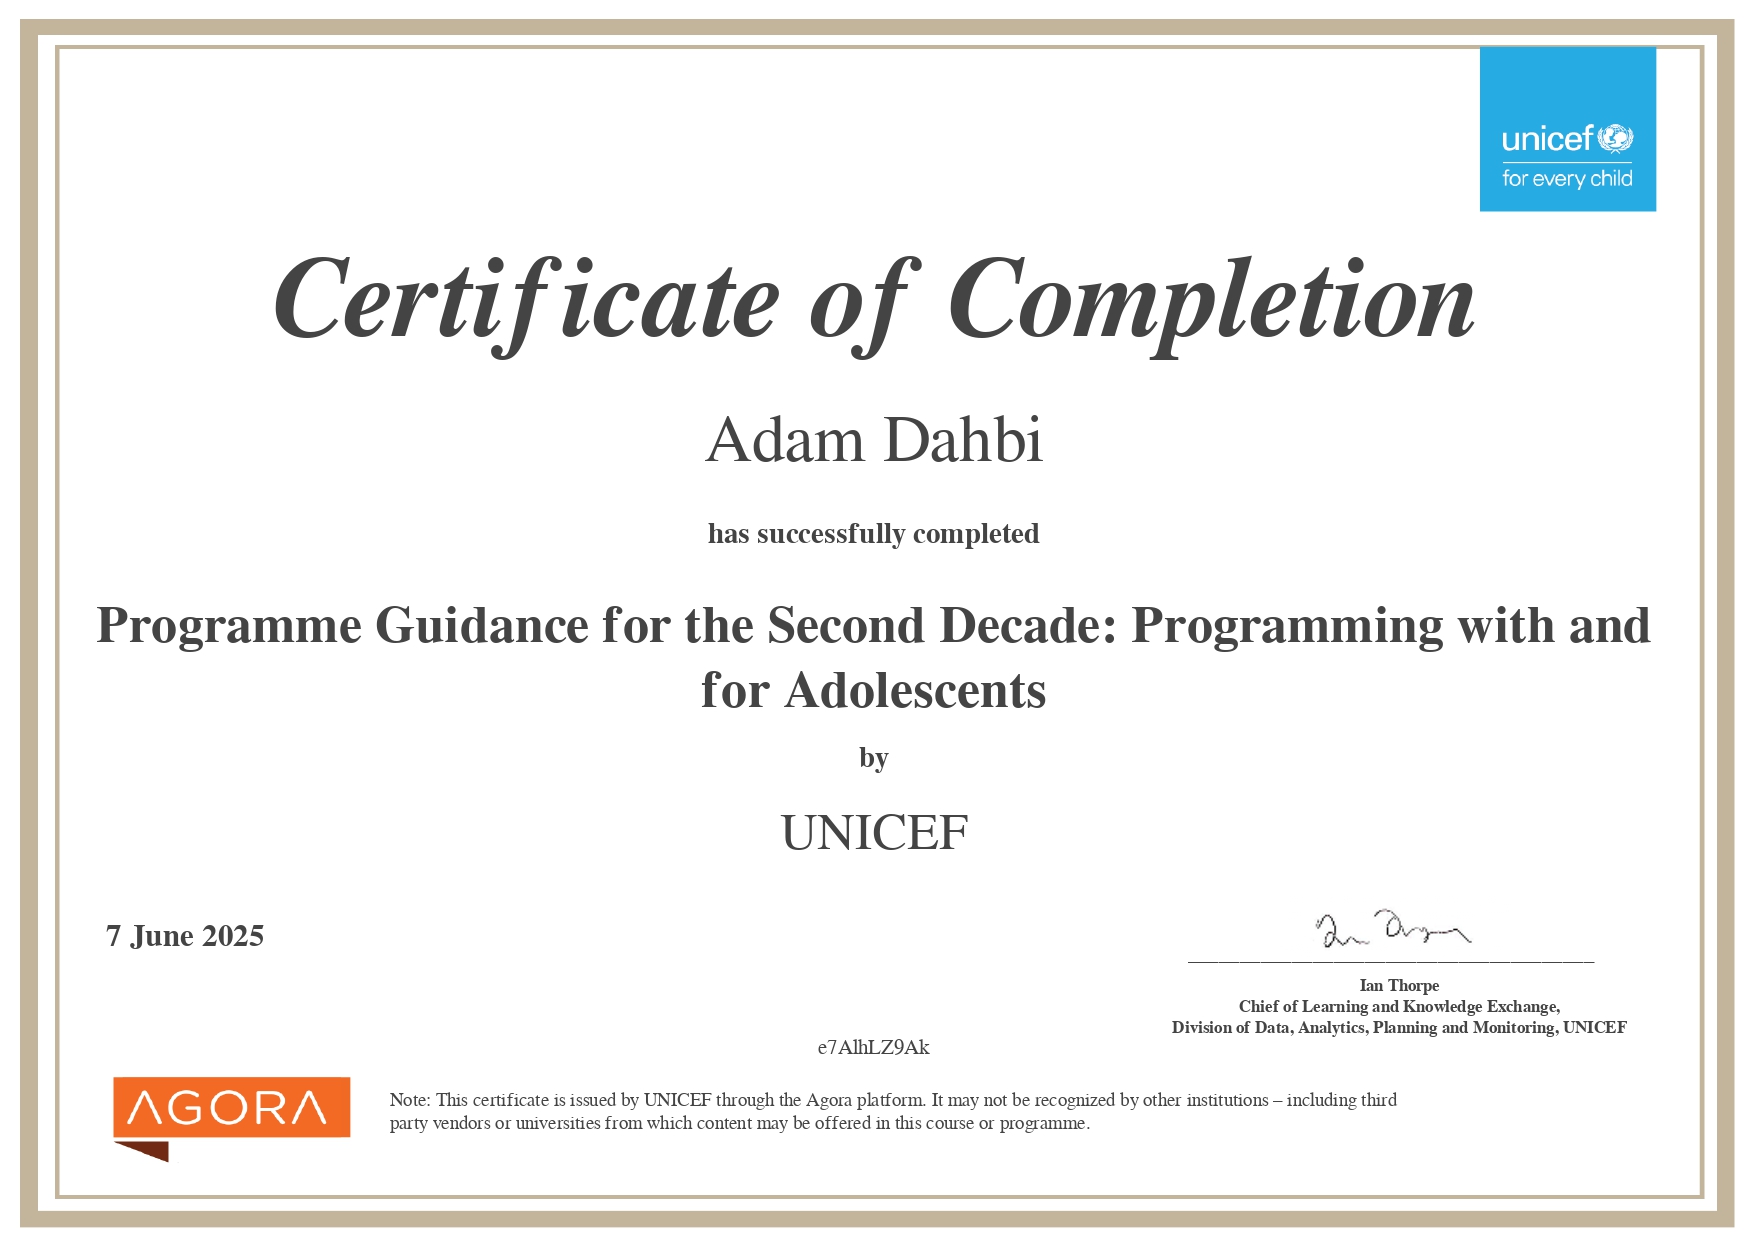 unicef
for every child
Certificate of Completion
Adam Dahbi
has successfully completed
Programme Guidance for the Second Decade: Programming with and
for Adolescents
by
UNICEF
7 June 2025
Ian Thorpe
Chief of Learning and Knowledge Exchange,
Division of Data, Analytics, Planning and Monitoring, UNICEF
e7AlhLZ9Ak
AGORA
Note: This certificate is issued by UNICEF through the Agora platform. It may not be recognized by other institutions – including third
party vendors or universities from which content may be offered in this course or programme.